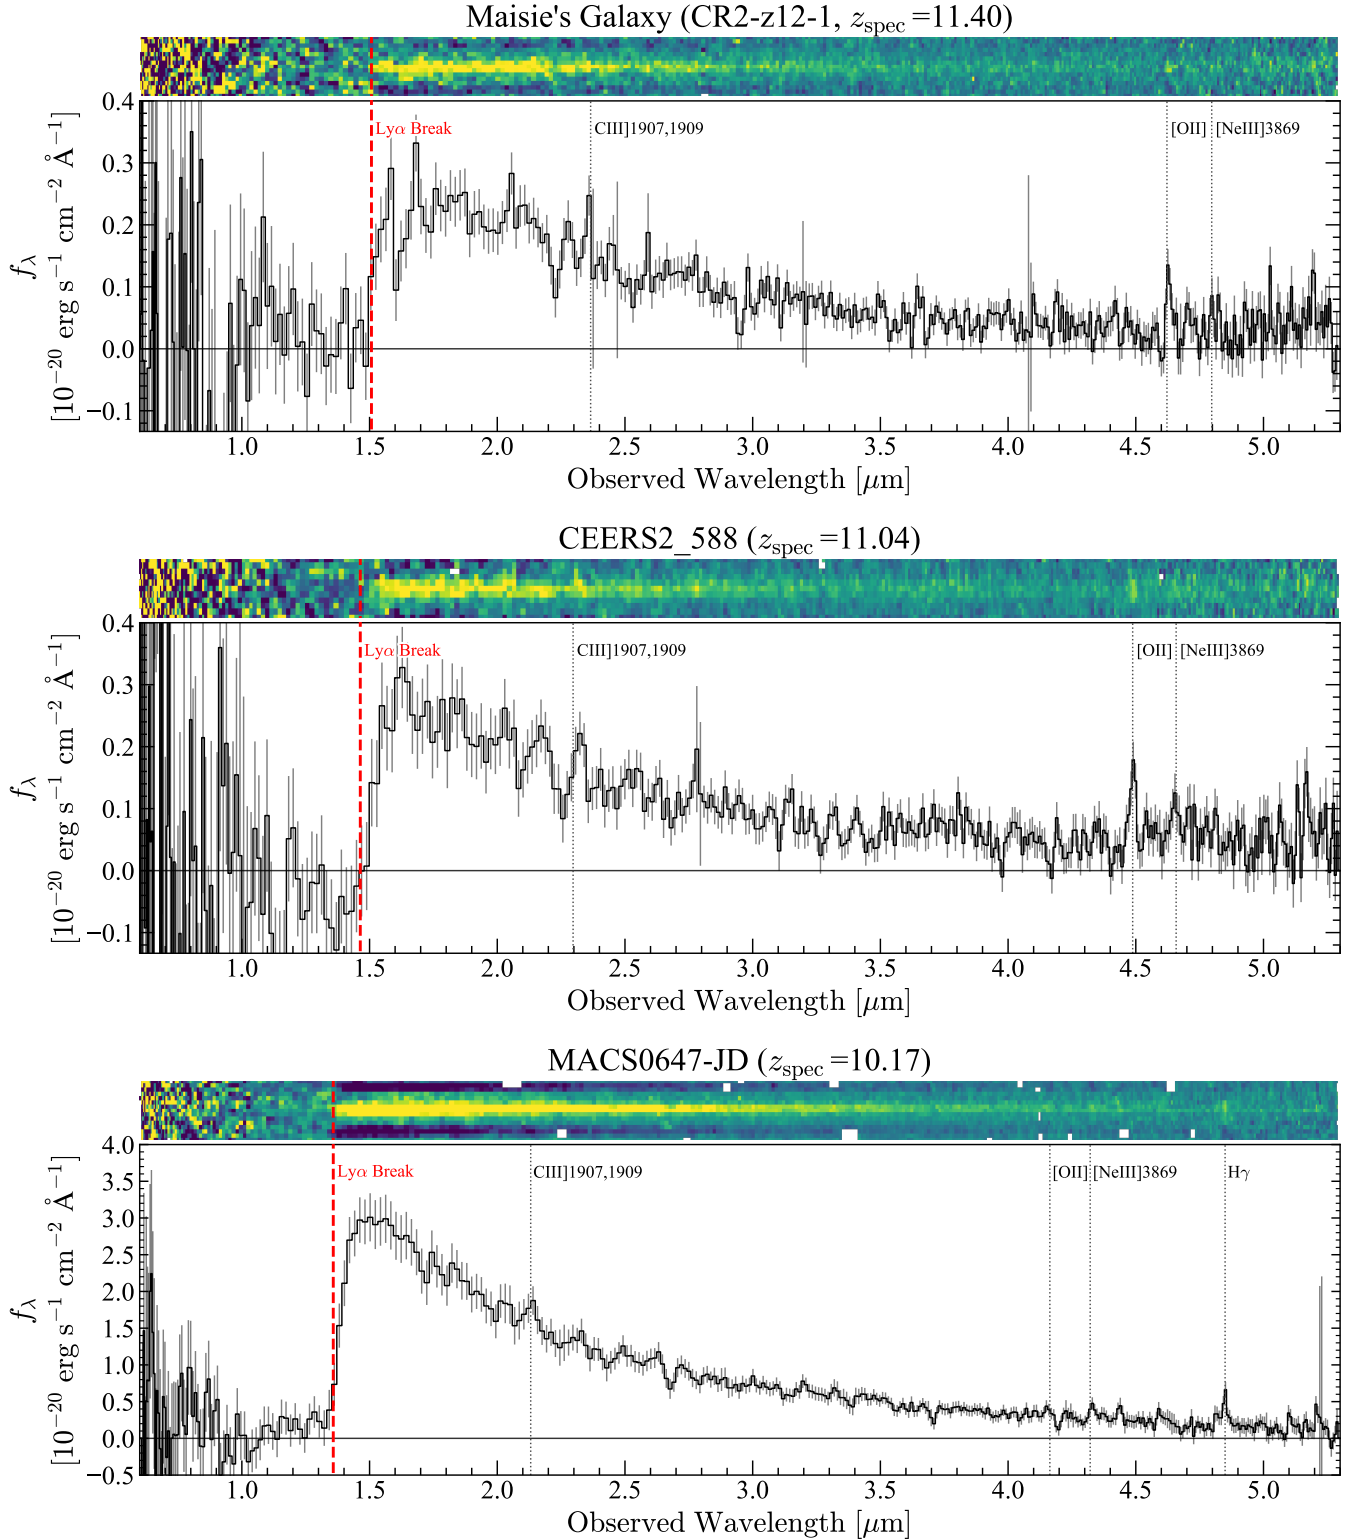 Maisie's Galaxy (CR2-z12-1, zspec =11.40)
Lyα Break
CIII]1907,1909
[OII]
[NeIII]3869
0.4
0.3
0.2
0.1
0.0
−0.1
fλ
[10−20 erg s−1 cm−2 Å−1]
1.0 1.5 2.0 2.5 3.0 3.5 4.0 4.5 5.0
Observed Wavelength [μm]
CEERS2_588 (zspec =11.04)
Lyα Break
CIII]1907,1909
[OII]
[NeIII]3869
0.4
0.3
0.2
0.1
0.0
−0.1
fλ
[10−20 erg s−1 cm−2 Å−1]
1.0 1.5 2.0 2.5 3.0 3.5 4.0 4.5 5.0
Observed Wavelength [μm]
MACS0647-JD (zspec =10.17)
Lyα Break
CIII]1907,1909
[OII]
[NeIII]3869
Hγ
4.0
3.5
3.0
2.5
2.0
1.5
1.0
0.5
0.0
−0.5
fλ
[10−20 erg s−1 cm−2 Å−1]
1.0 1.5 2.0 2.5 3.0 3.5 4.0 4.5 5.0
Observed Wavelength [μm]